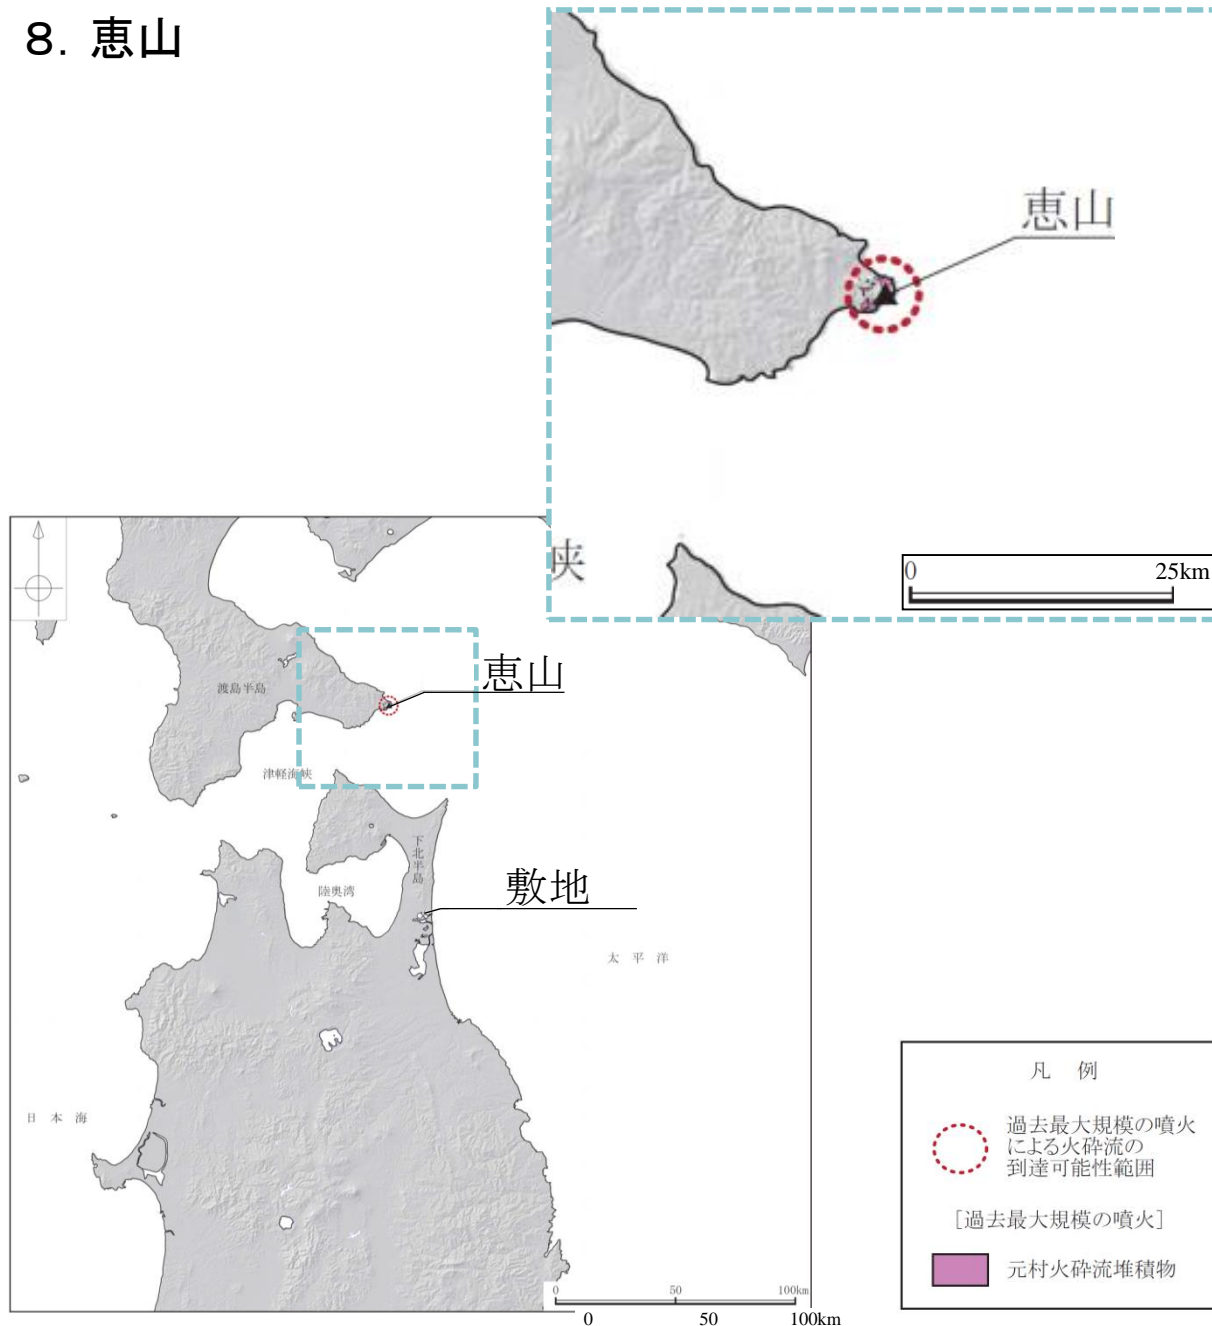 8. 恵山
恵山
峡
0 25km
恵山
渡島半島
津軽海峡
下北半島
陸奥湾
敷地
太平洋
日本海
凡例
過去最大規模の噴火
による火砕流の
到達可能性範囲
[過去最大規模の噴火]
元村火砕流堆積物
0 50 100km
0 50 100km